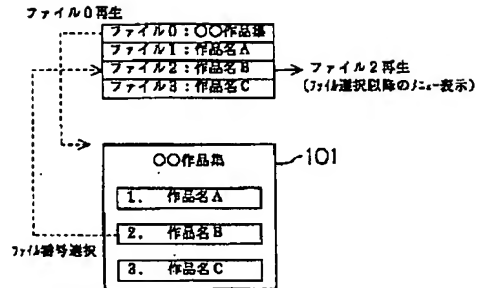 ファイル0再生
ファイル0:○○作品集
ファイル1:作品名A
ファイル2:作品名B
ファイル3:作品名C
ファイル2再生
(ファイル選択以降のメニュー表示)
○○作品集
101
1. 作品名A
2. 作品名B
ファイル番号選択
3. 作品名C